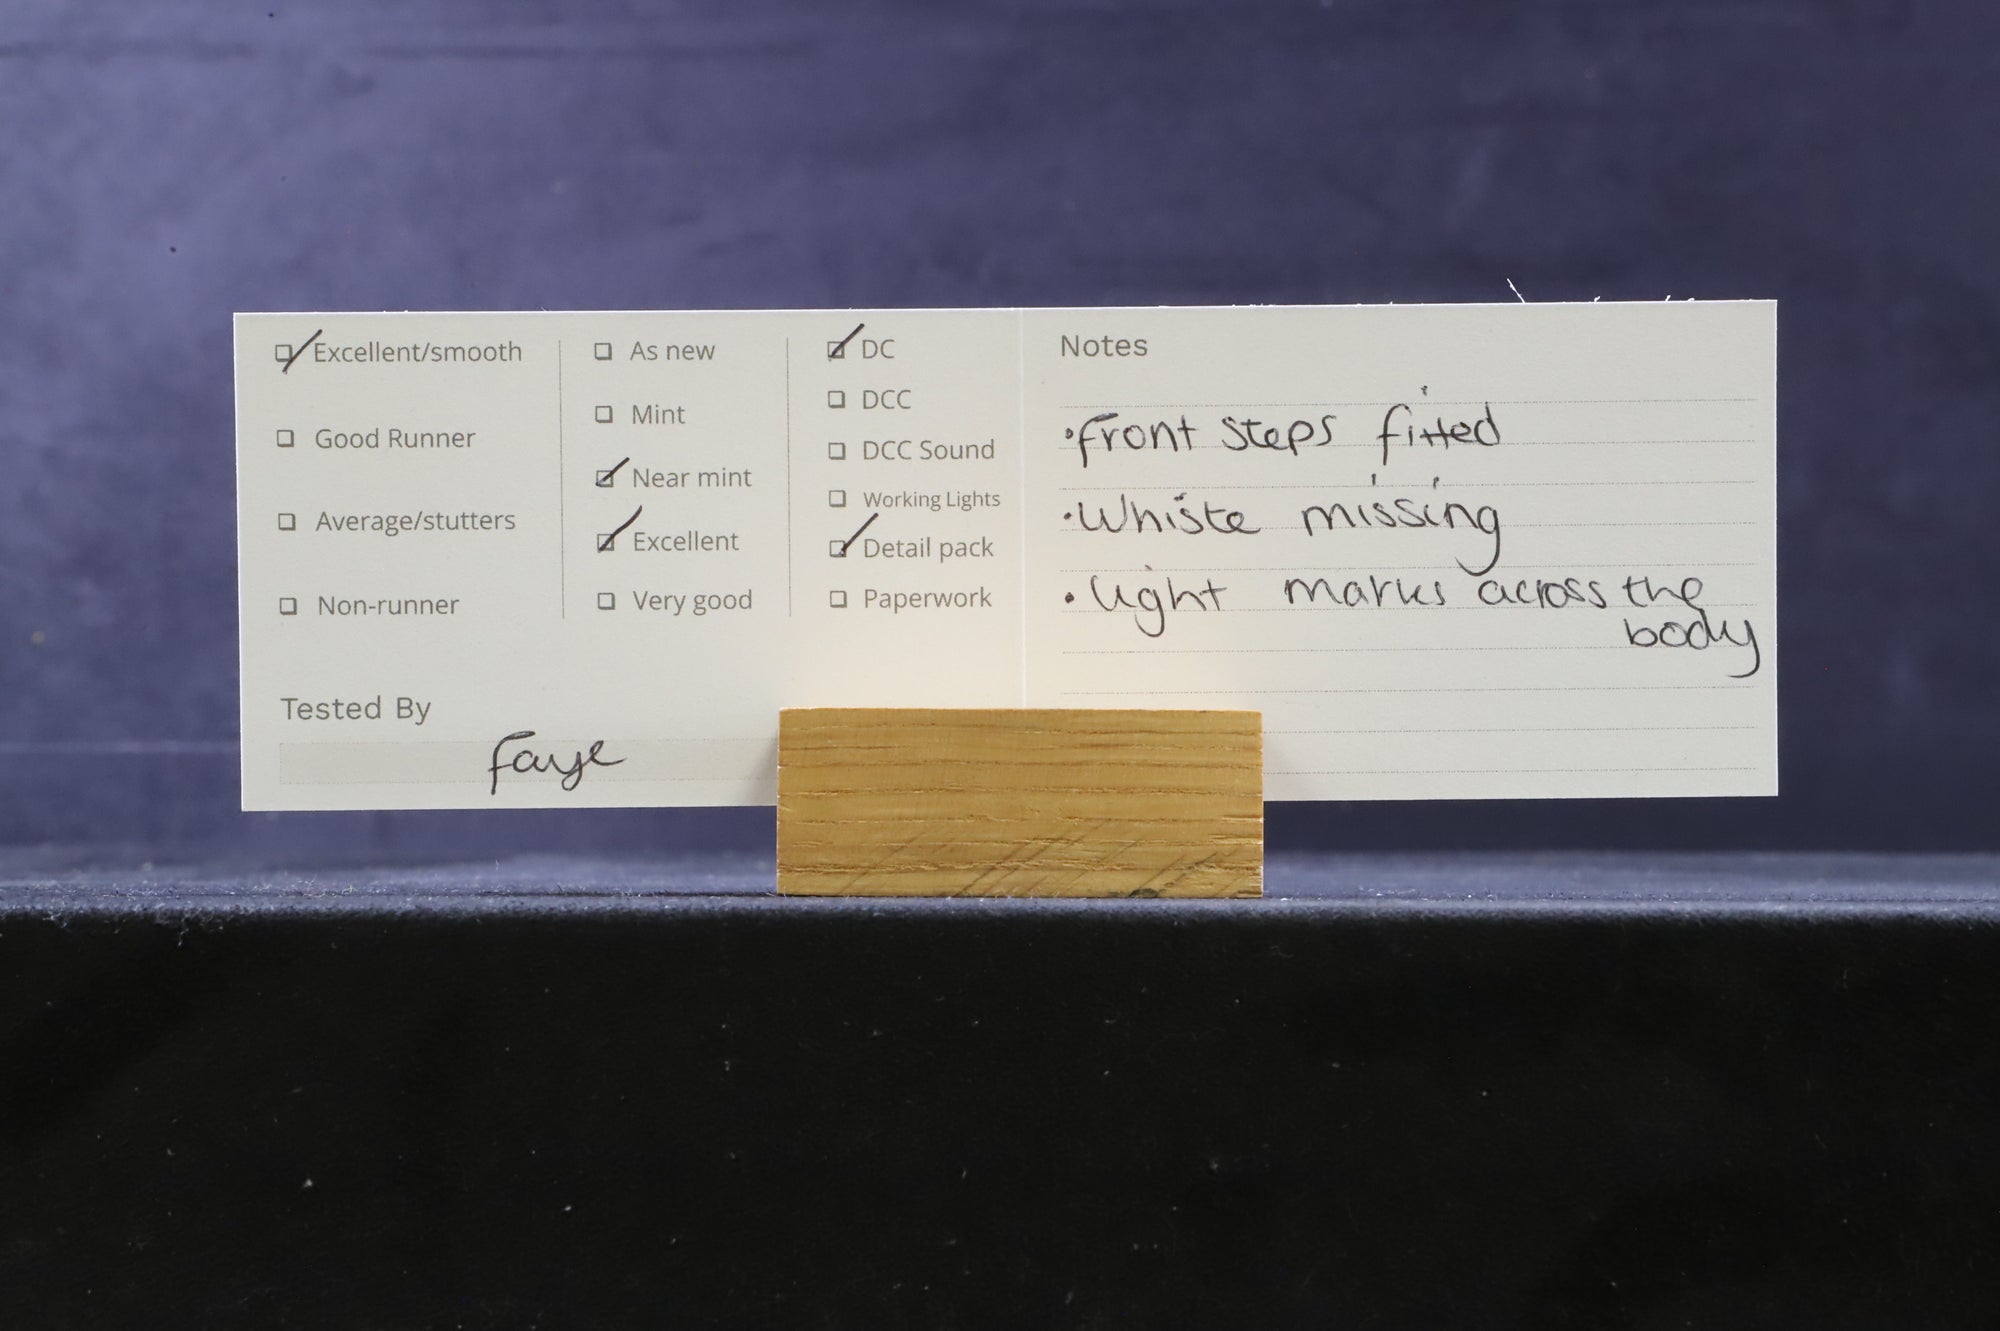 Excellent/smooth
Good Runner
Average/stutters
Non-runner
As new
Mint
Near mint
Excellent
Very good
DC
DCC
DCC Sound
Working Lights
Detail pack
Paperwork
Tested By
Faye
Notes
• Front steps fitted
• Whiste missing
• Light marks across the
body